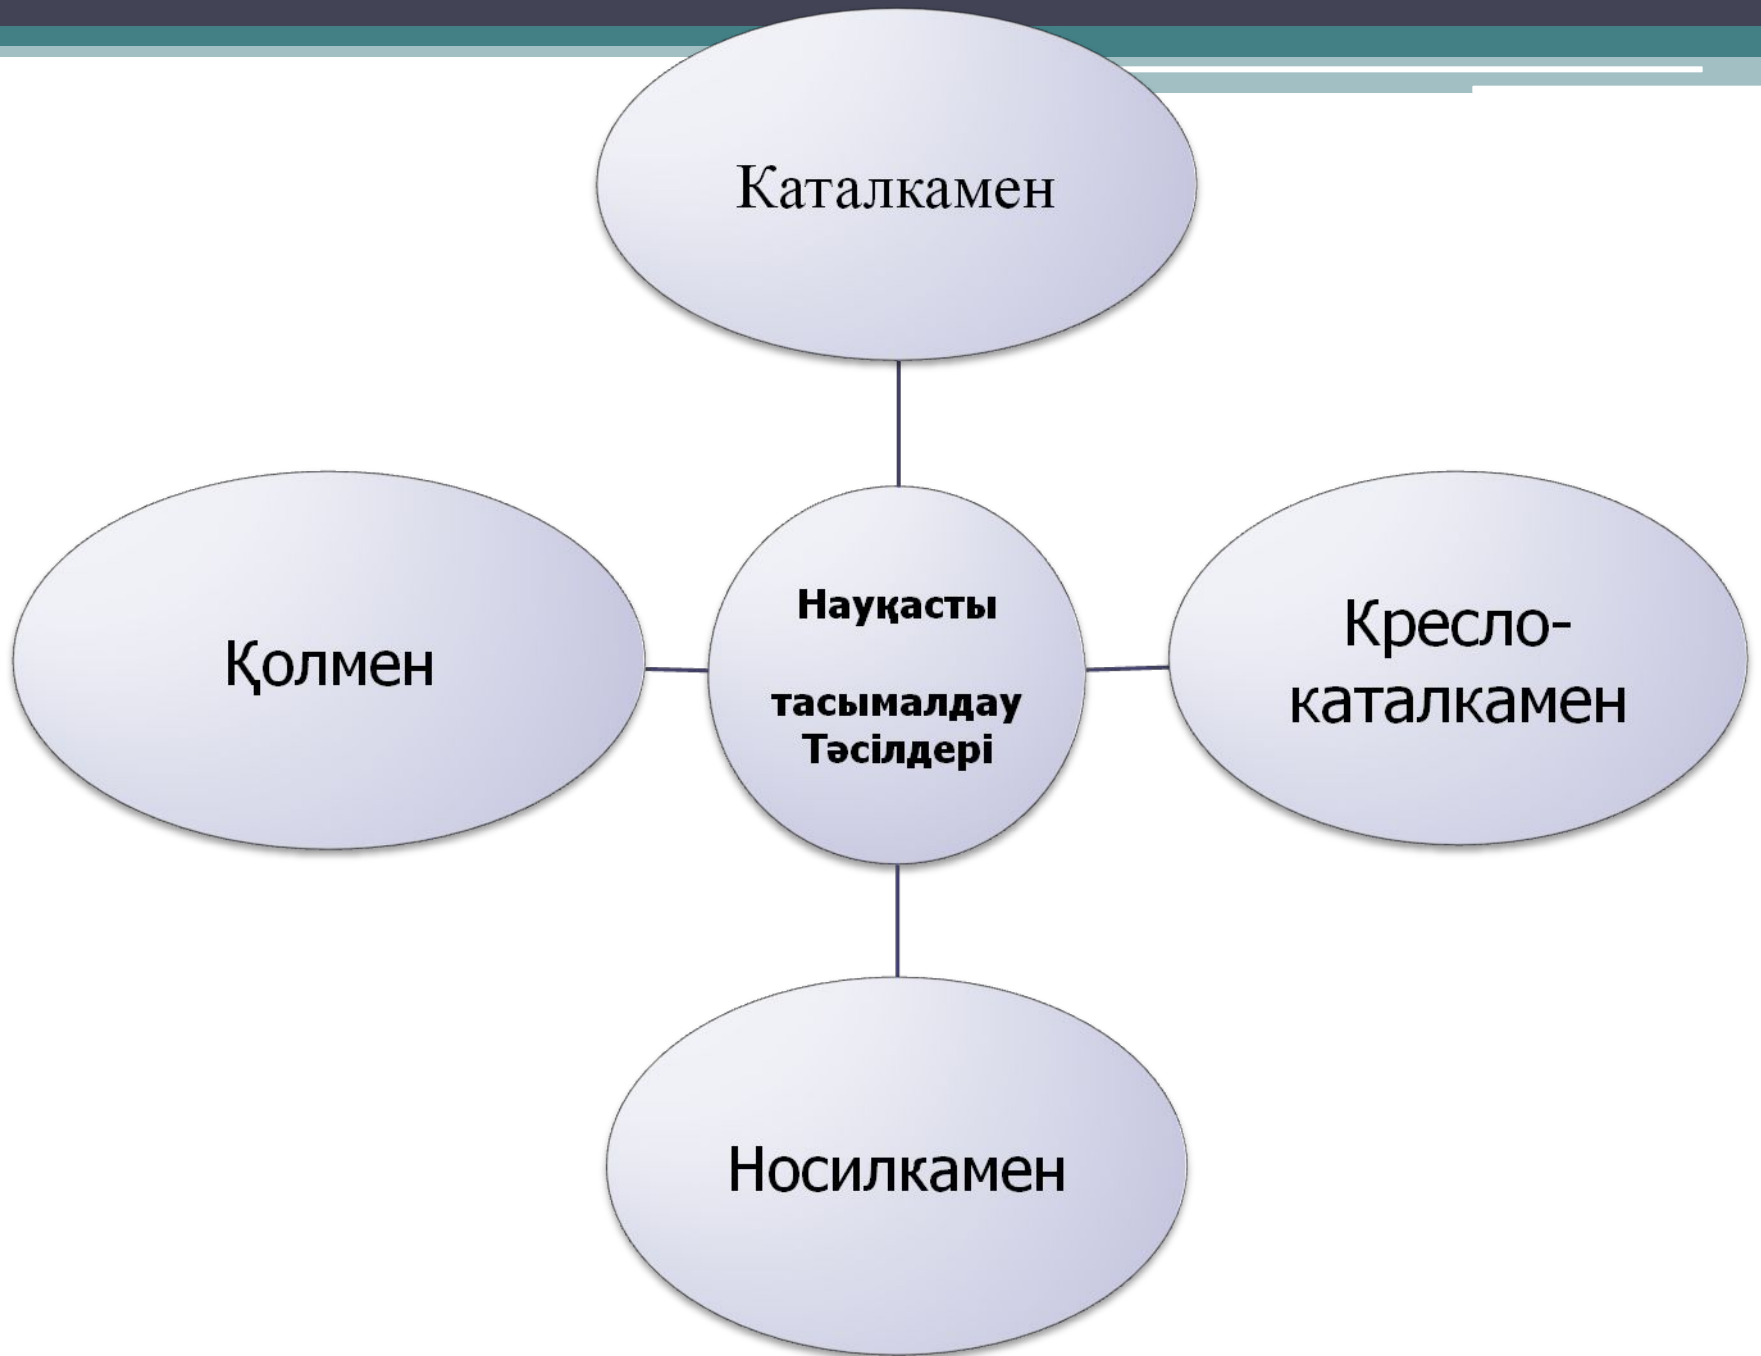 Каталкамен
Қолмен
Науқасты
тасымалдау
Тәсілдері
Кресло-
каталкамен
Носилкамен